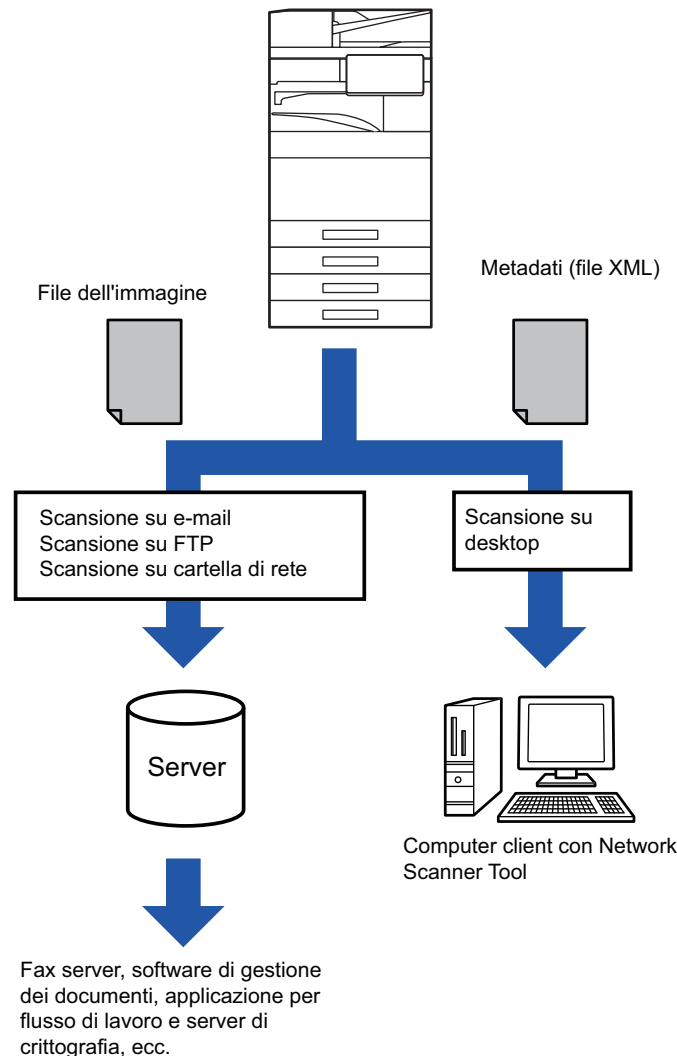 File dell'immagine
Metadati (file XML)
Scansione su e-mail
Scansione su FTP
Scansione su cartella di rete
Scansione su
desktop
Server
Computer client con Network
Scanner Tool
Fax server, software di gestione
dei documenti, applicazione per
flusso di lavoro e server di
crittografia, ecc.